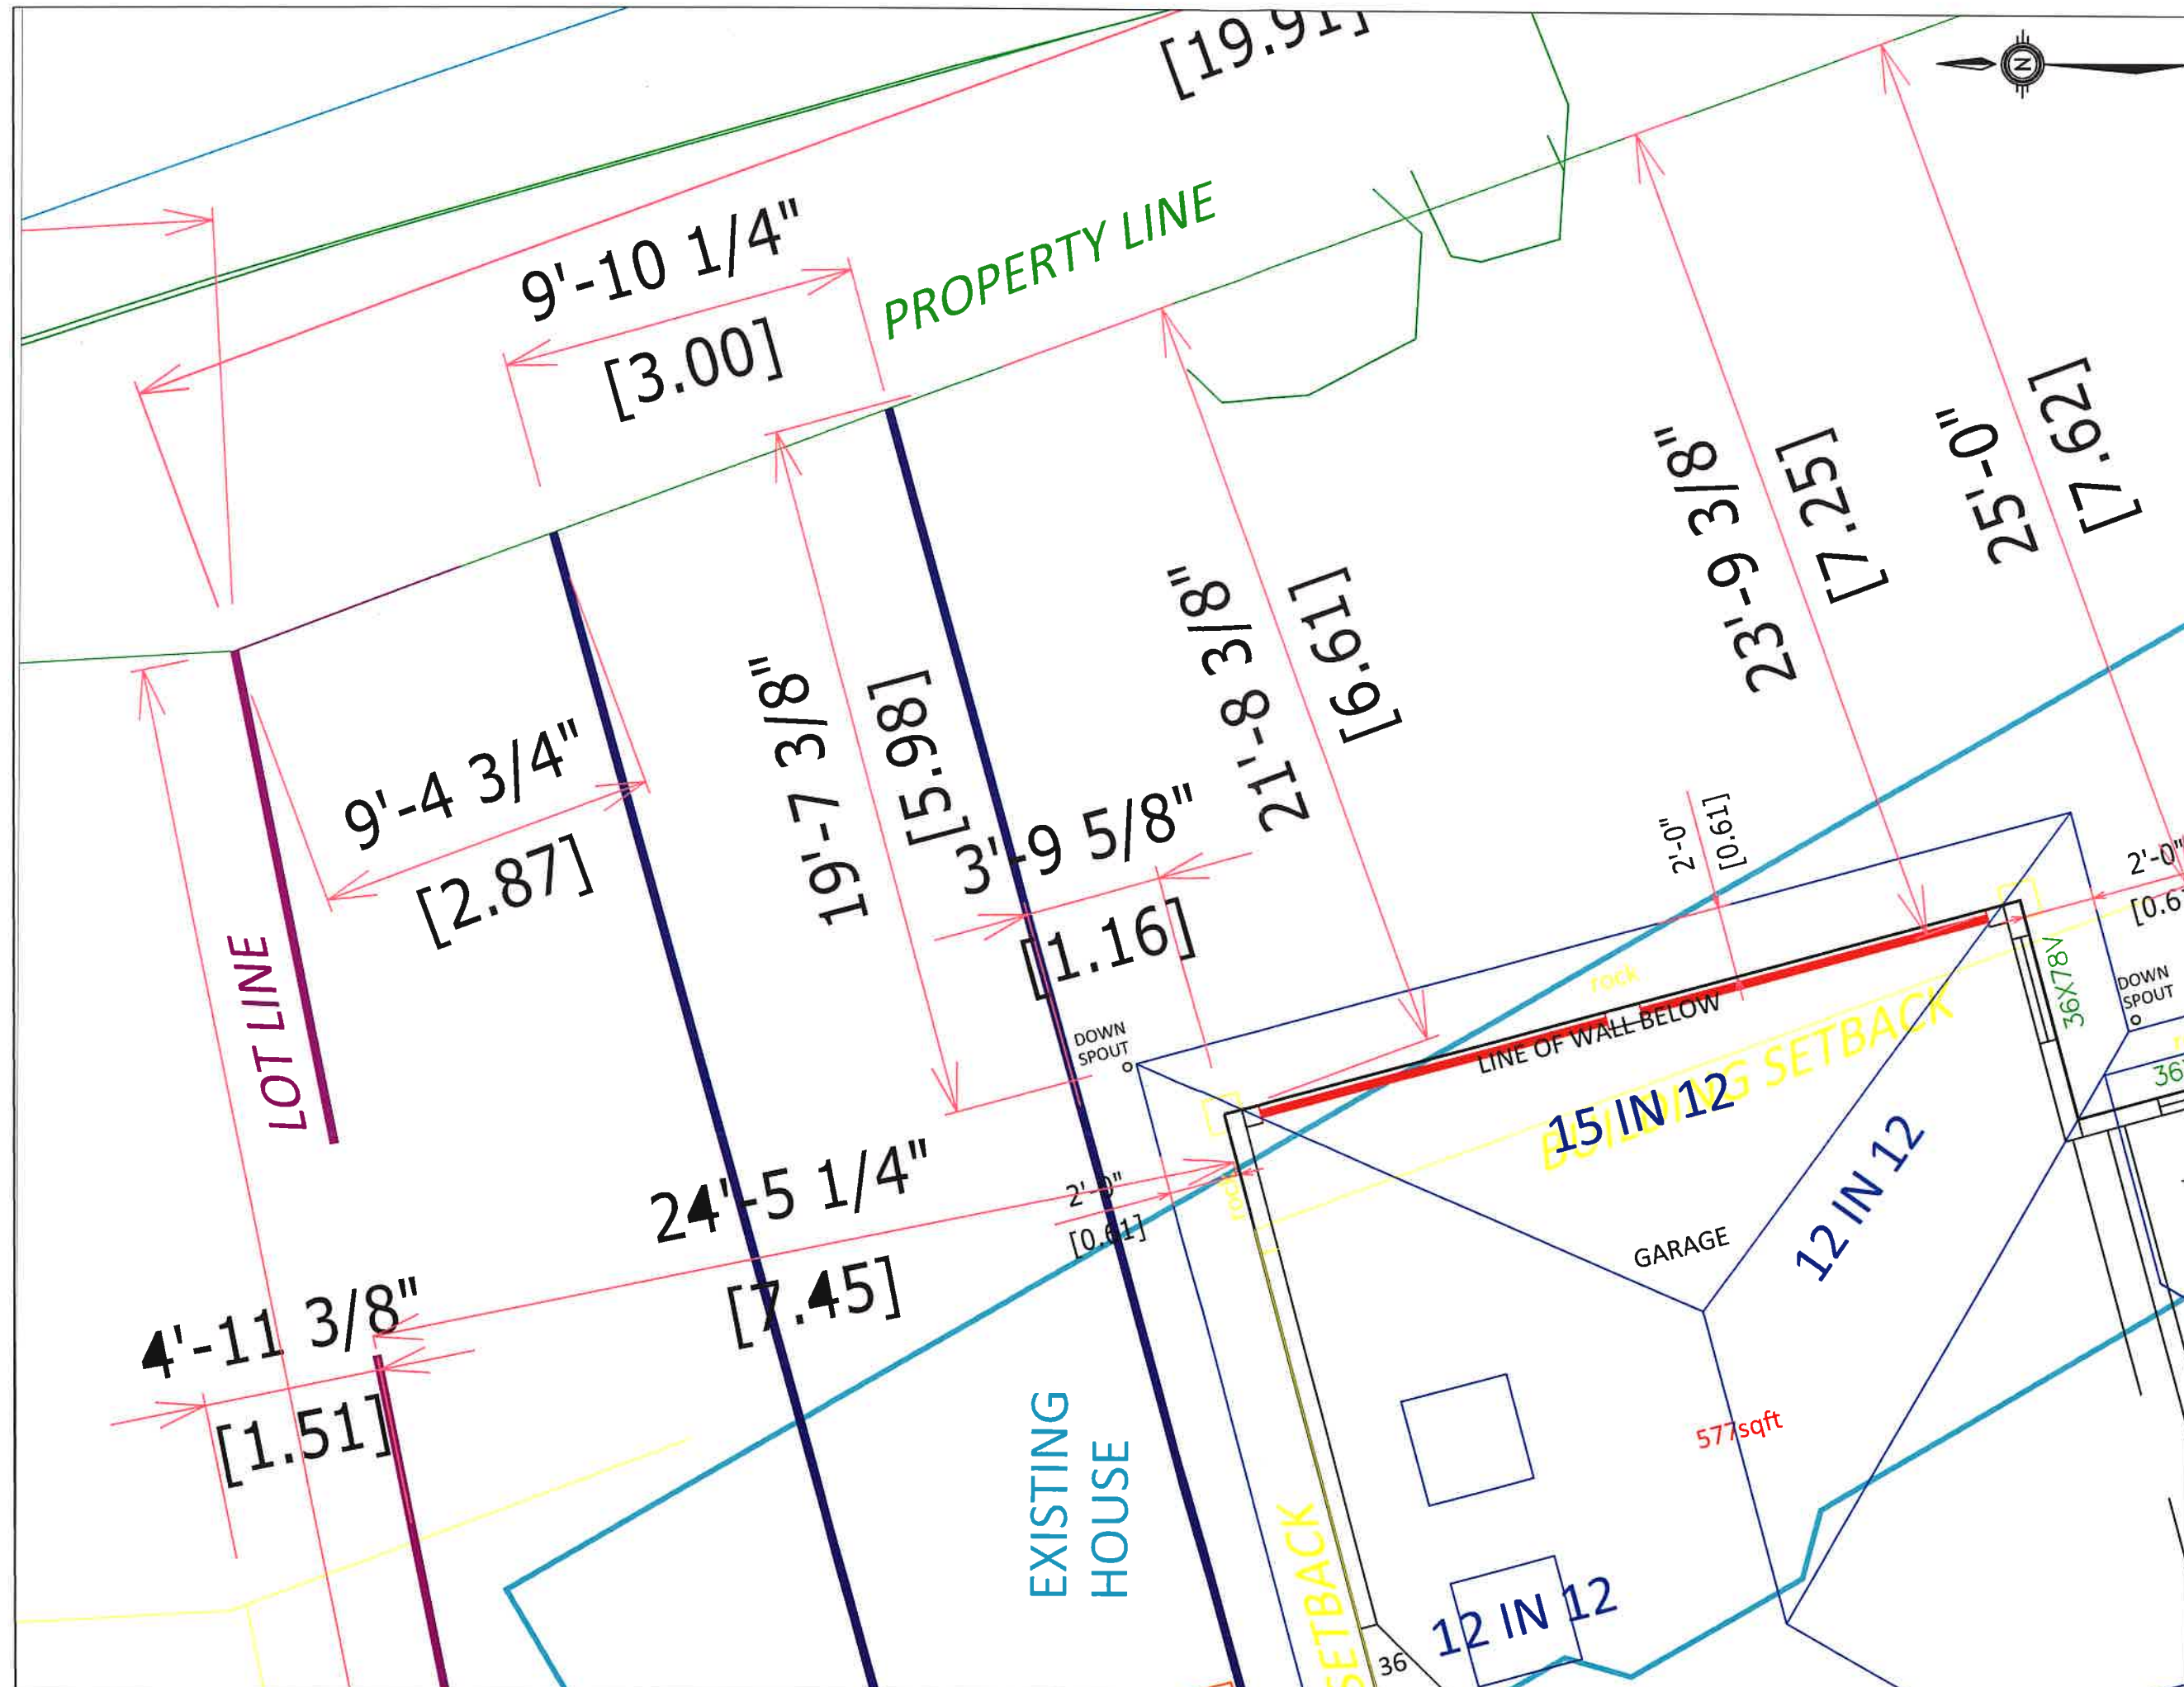 [19.91]
N
9'-10 1/4"
[3.00]
PROPERTY LINE
25'-0"
[7.62]
23'-9 3/8"
[7.25]
21'-8 3/8"
[6.61]
19'-7 3/8"
[5.98]
9'-4 3/4"
[2.87]
3'-9 5/8"
[1.16]
2'-0"
[0.61]
2'-0"
LOT LINE
DOWN
SPOUT
rock
LINE OF WALL BELOW
BUILDING SETBACK
36X78V
DOWN
SPOUT
36
15 IN 12
12 IN 12
24'-5 1/4"
[7.45]
2'-0"
[0.61]
rock
GARAGE
4'-11 3/8"
[1.51]
577sqft
EXISTING
HOUSE
SETBACK
12 IN 12
36